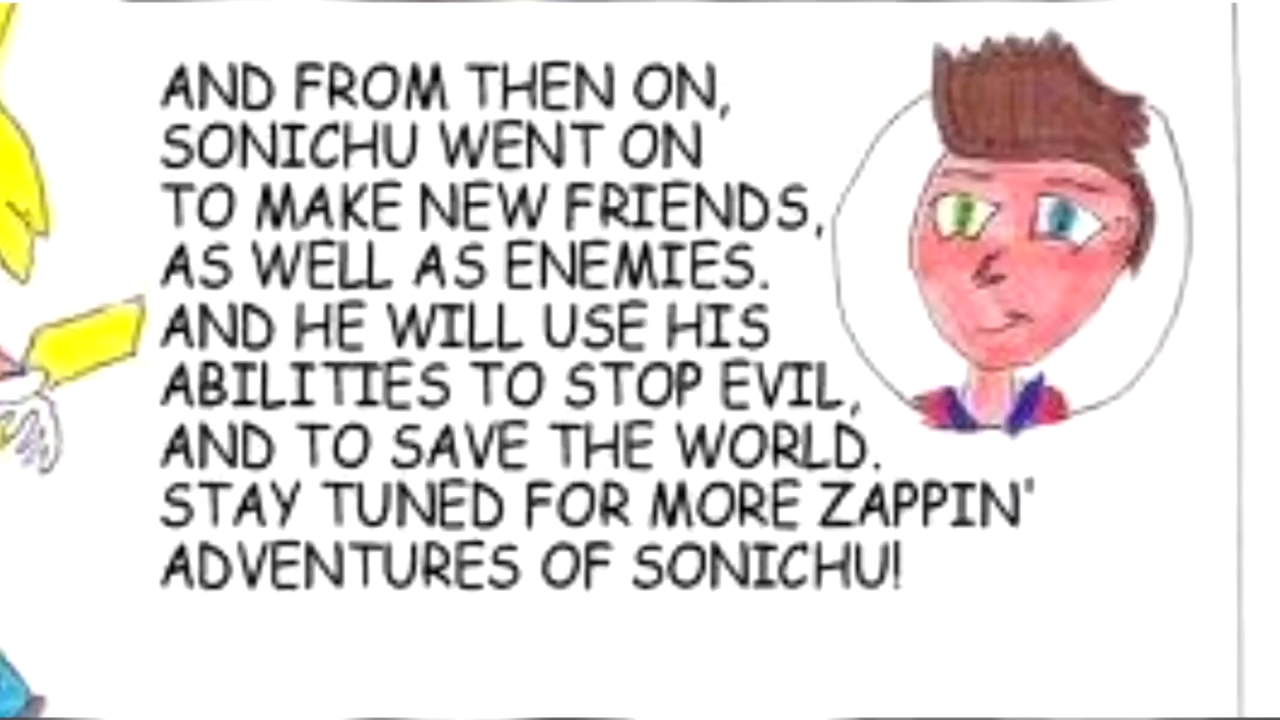 AND FROM THEN ON,
SONICHU WENT ON
TO MAKE NEW FRIENDS,
AS WELL AS ENEMIES.
AND HE WILL USE HIS
ABILITIES TO STOP EVIL,
AND TO SAVE THE WORLD.
STAY TUNED FOR MORE ZAPPIN'
ADVENTURES OF SONICHU!